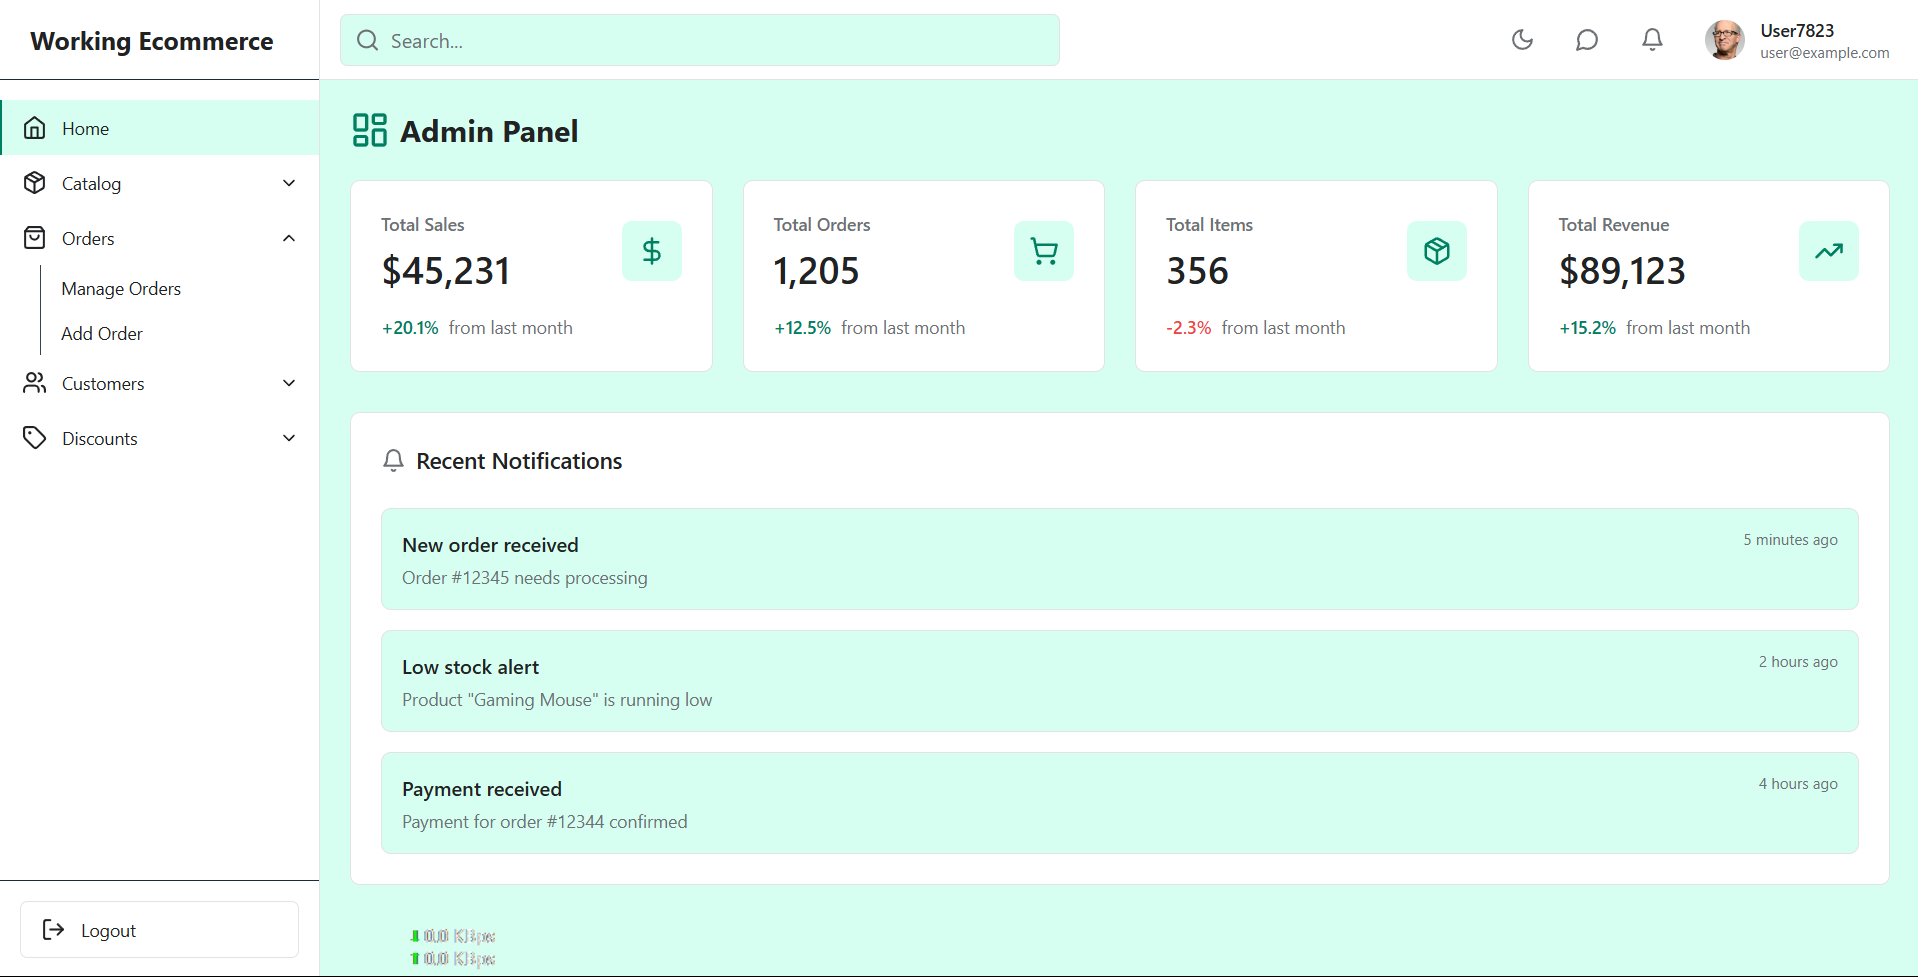 Working Ecommerce
Search...
User7823
user@example.com
Home
Catalog
Orders
Manage Orders
Add Order
Customers
Discounts
Logout
Admin Panel
Total Sales
$45,231
+20.1% from last month
Total Orders
1,205
+12.5% from last month
Total Items
356
-2.3% from last month
Total Revenue
$89,123
+15.2% from last month
Recent Notifications
New order received
5 minutes ago
Order #12345 needs processing
Low stock alert
2 hours ago
Product "Gaming Mouse" is running low
Payment received
4 hours ago
Payment for order #12344 confirmed
0.0
0.0